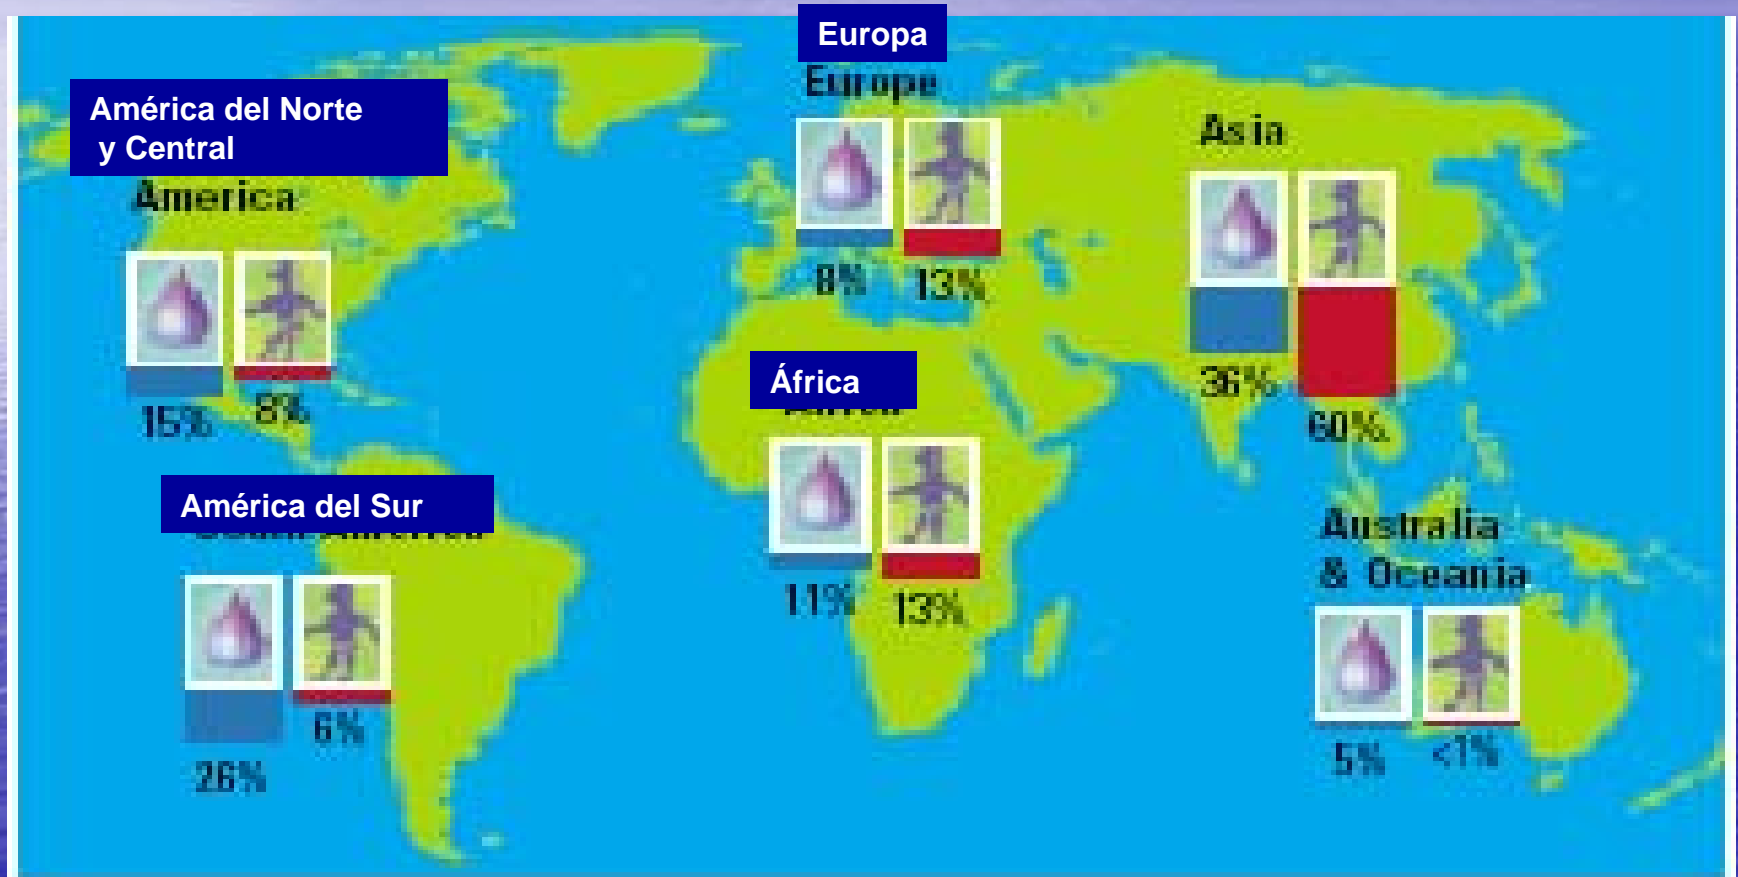 Europa
Europe
América del Norte
y Central
America
Asia
8% 13%
36%
60%
15% 8%
África
América del Sur
Australia
& Oceania
11% 13%
6%
26%
5% <1%